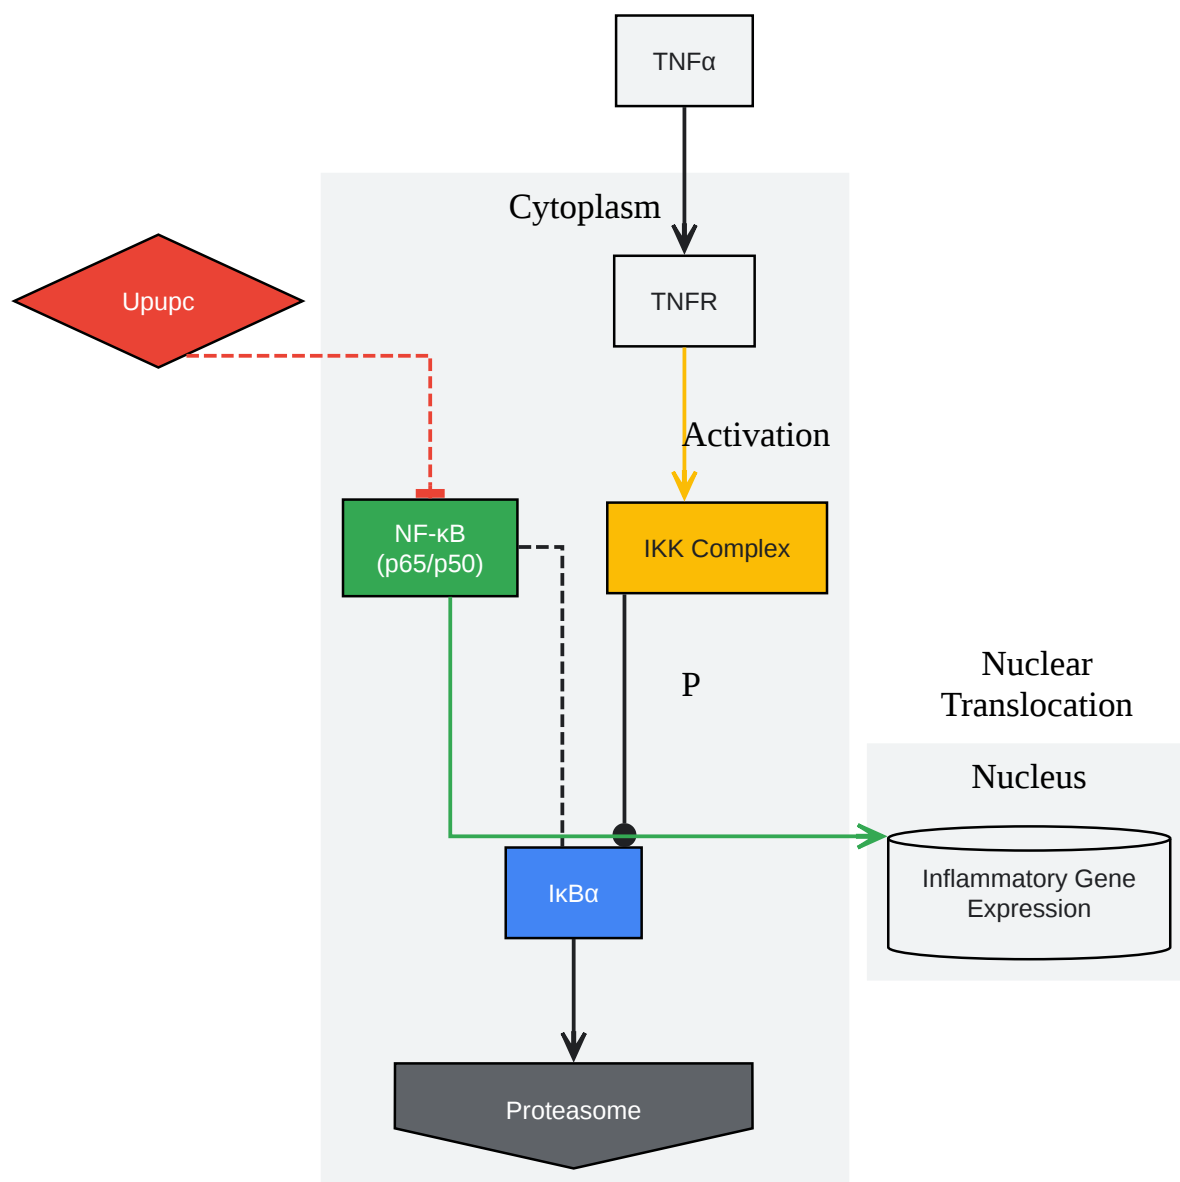 TNFα
Cytoplasm
Upupc
TNFR
Activation
NF-κB
(p65/p50)
IKK Complex
P
Nuclear
Translocation
Nucleus
Inflammatory Gene
Expression
IκBα
Proteasome